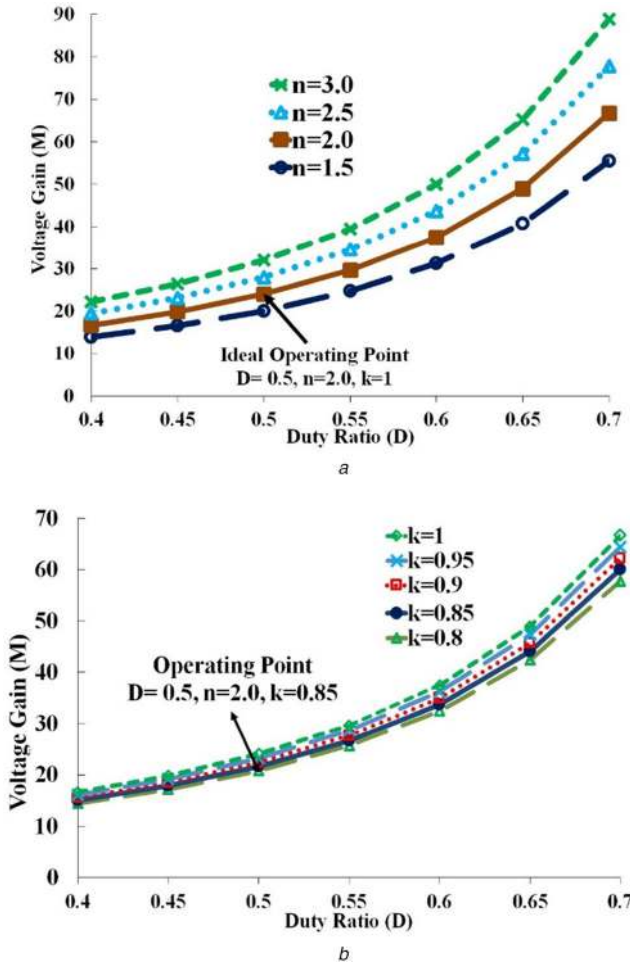 90
80
70
60
50
40
30
20
10
0
Voltage Gain (M)
n=3.0
n=2.5
n=2.0
n=1.5
Ideal Operating Point
D= 0.5, n=2.0, k=1
0.4 0.45 0.5 0.55 0.6 0.65 0.7
Duty Ratio (D)
a
70
60
50
40
30
20
10
0
Voltage Gain (M)
k=1
k=0.95
k=0.9
k=0.85
k=0.8
Operating Point
D= 0.5, n=2.0, k=0.85
0.4 0.45 0.5 0.55 0.6 0.65 0.7
Duty Ratio (D)
b